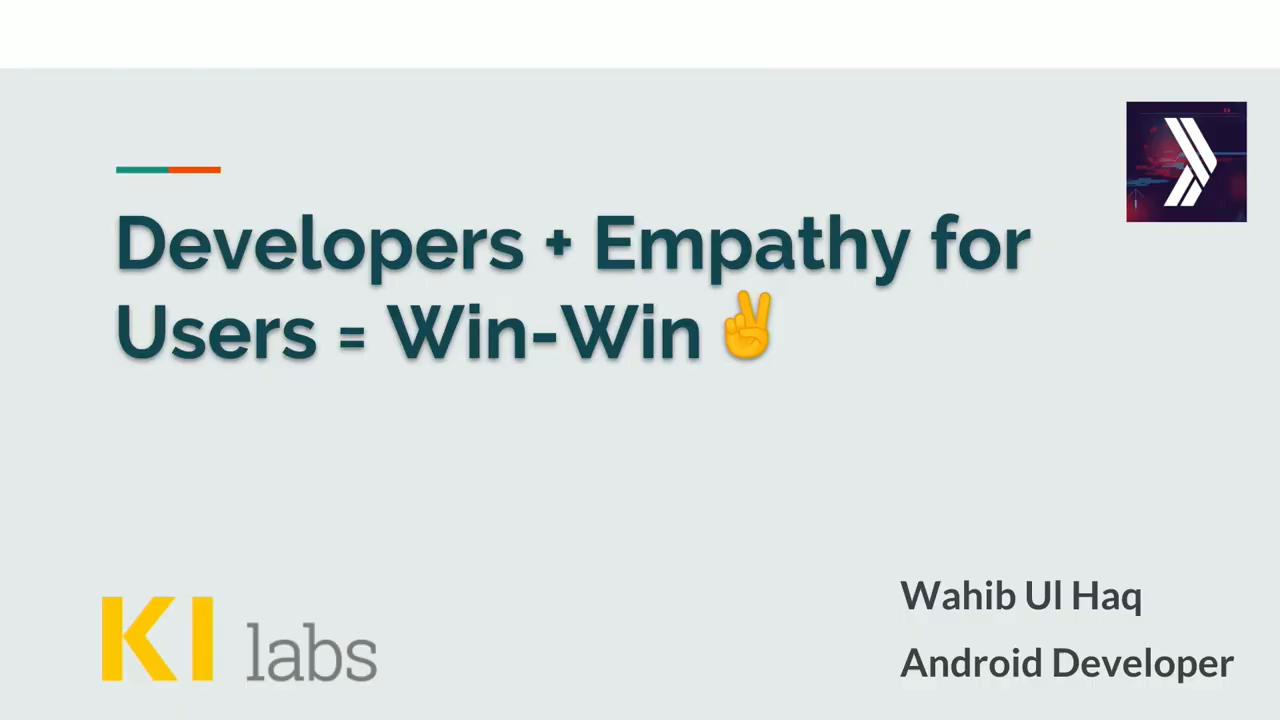 Developers + Empathy for
Users = Win-Win✌
KI labs
Wahib Ul Haq
Android Developer